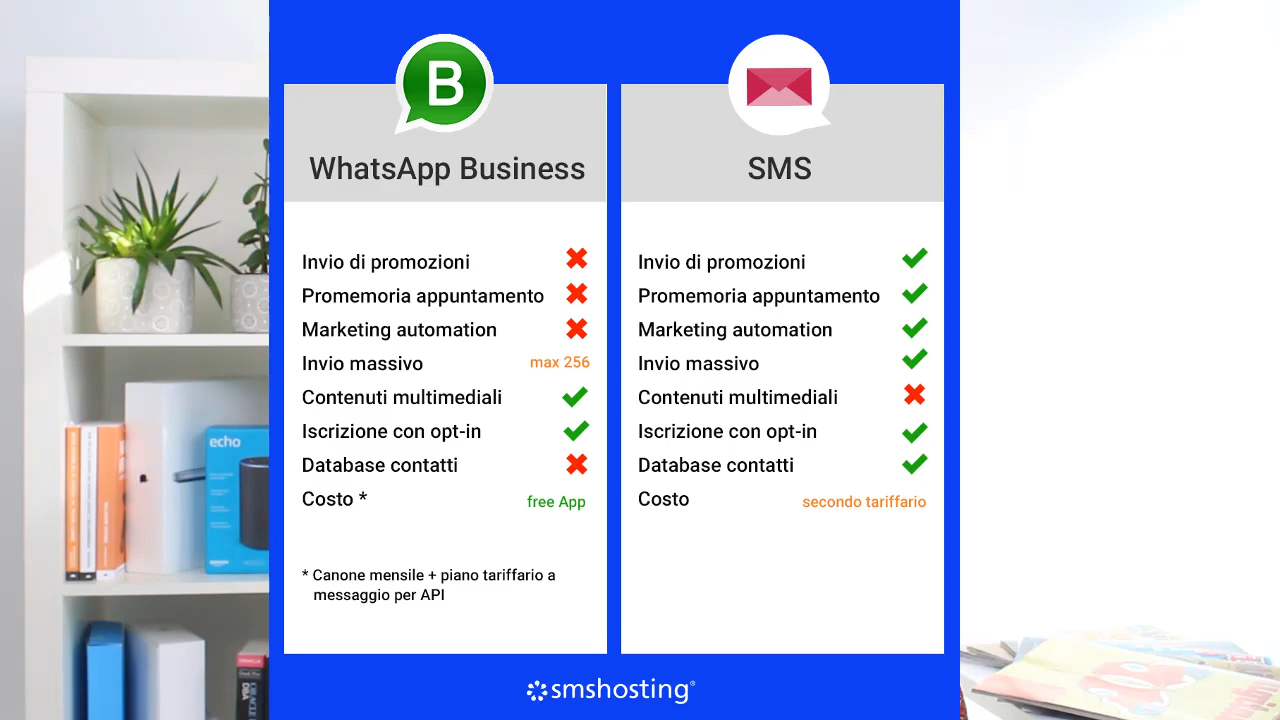 B
WhatsApp Business
Invio di promozioni
Promemoria appuntamento
Marketing automation
Invio massivo max 256
Contenuti multimediali
Iscrizione con opt-in
Database contatti
Costo * free App
* Canone mensile + piano tariffario a
messaggio per API
SMS
Invio di promozioni
Promemoria appuntamento
Marketing automation
Invio massivo
Contenuti multimediali
Iscrizione con opt-in
Database contatti
Costo secondo tariffario
smshosting®
echo
ORACLE
DBA